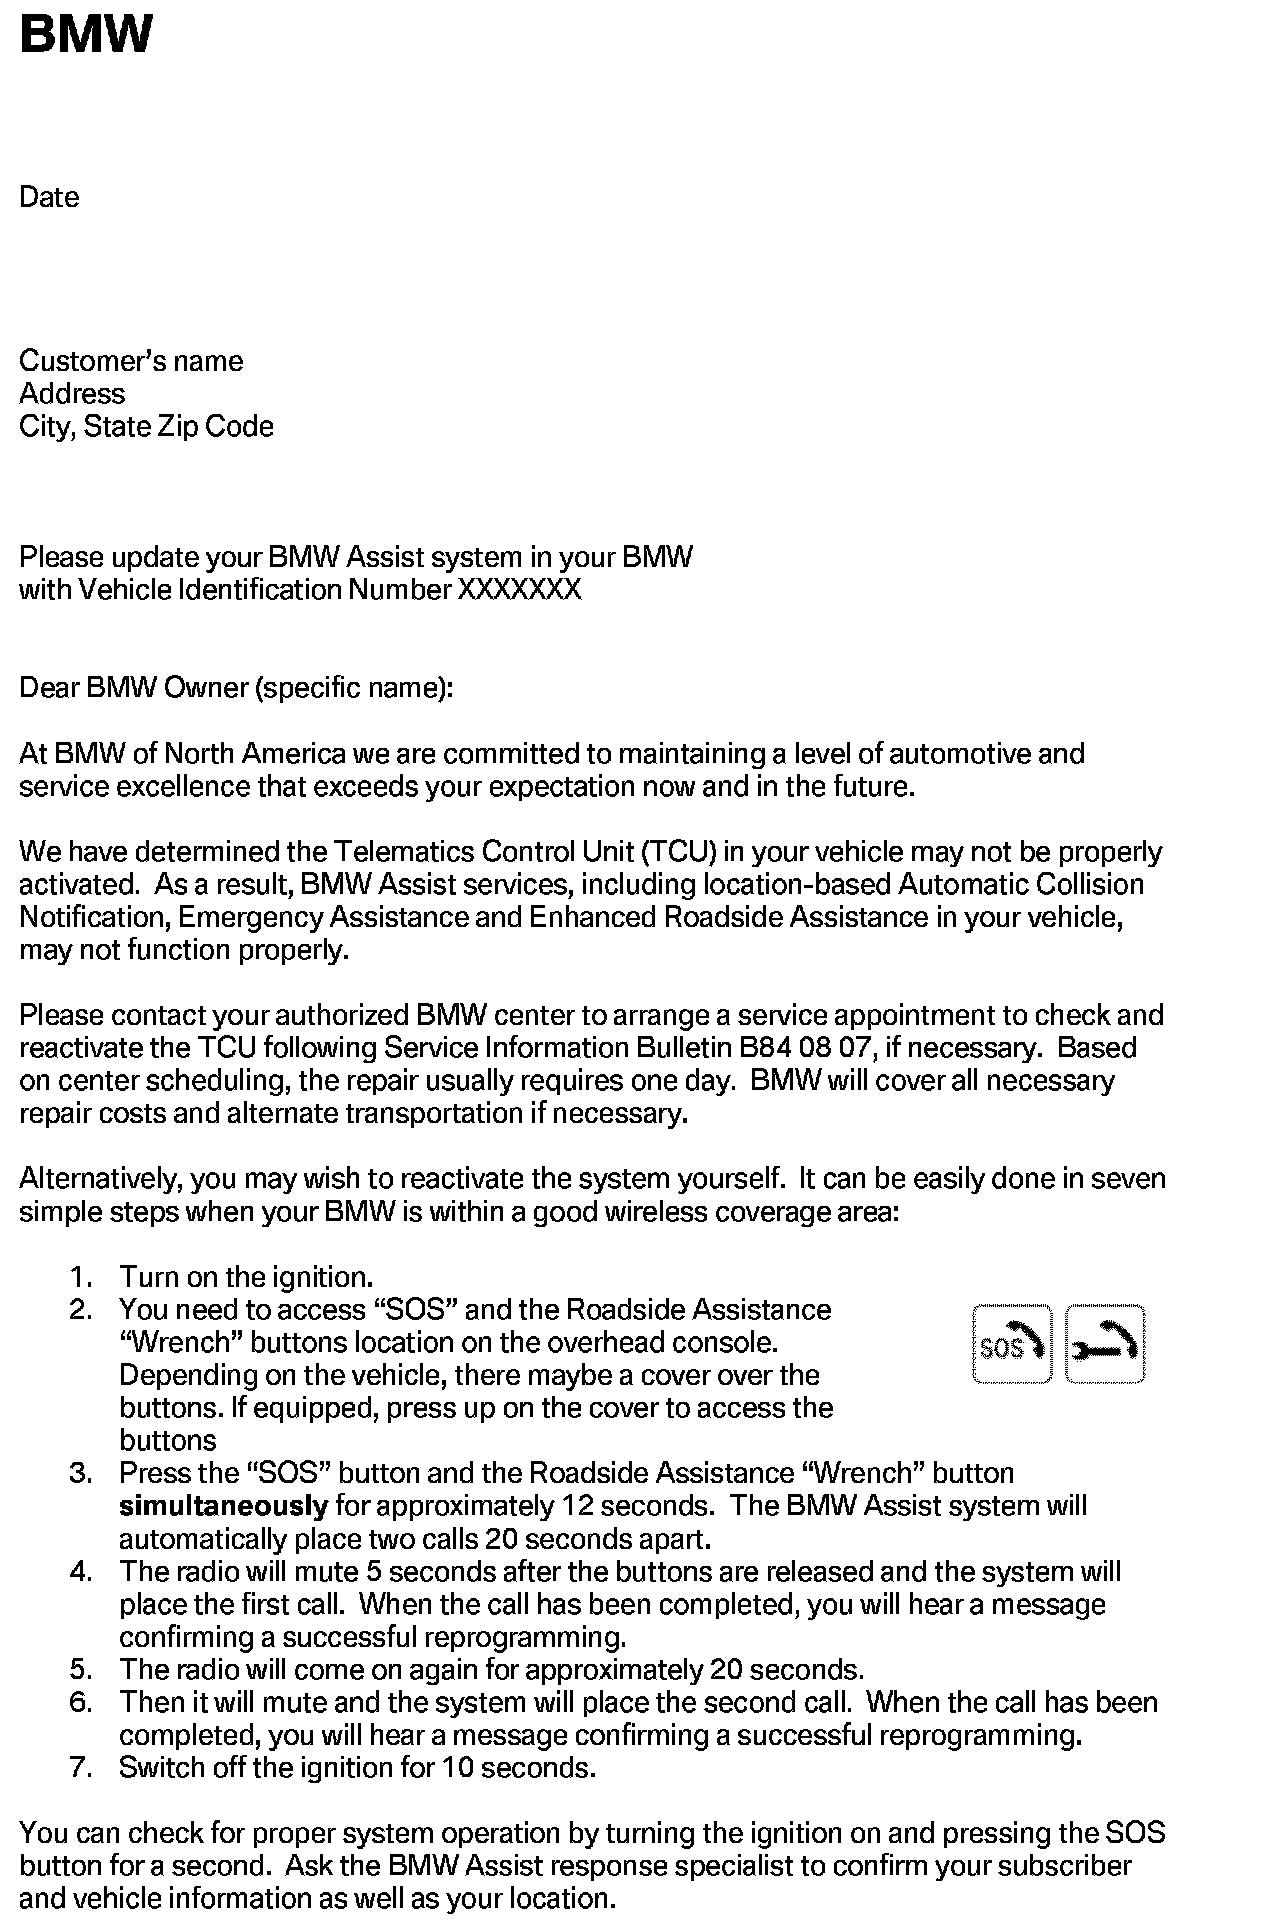 BMW
Date
Customer's name
Address
City, State Zip Code
Please update your BMW Assist system in your BMW
with Vehicle Identification Number XXXXXXX
Dear BMW Owner (specific name):
At BMW of North America we are committed to maintaining a level of automotive and
service excellence that exceeds your expectation now and in the future.
We have determined the Telematics Control Unit (TCU) in your vehicle may not be properly
activated.  As a result, BMW Assist services, including location-based Automatic Collision
Notification, Emergency Assistance and Enhanced Roadside Assistance in your vehicle,
may not function properly.
Please contact your authorized BMW center to arrange a service appointment to check and
reactivate the TCU following Service Information Bulletin B84 08 07, if necessary.  Based
on center scheduling, the repair usually requires one day.  BMW will cover all necessary
repair costs and alternate transportation if necessary.
Alternatively, you may wish to reactivate the system yourself.  It can be easily done in seven
simple steps when your BMW is within a good wireless coverage area:
1. Turn on the ignition.
2. You need to access “SOS” and the Roadside Assistance
“Wrench” buttons location on the overhead console.
Depending on the vehicle, there maybe a cover over the
buttons. If equipped, press up on the cover to access the
buttons
SOS
3. Press the “SOS” button and the Roadside Assistance “Wrench” button
simultaneously for approximately 12 seconds.  The BMW Assist system will
automatically place two calls 20 seconds apart.
4. The radio will mute 5 seconds after the buttons are released and the system will
place the first call.  When the call has been completed, you will hear a message
confirming a successful reprogramming.
5. The radio will come on again for approximately 20 seconds.
6. Then it will mute and the system will place the second call.  When the call has been
completed, you will hear a message confirming a successful reprogramming.
7. Switch off the ignition for 10 seconds.
You can check for proper system operation by turning the ignition on and pressing the SOS
button for a second.  Ask the BMW Assist response specialist to confirm your subscriber
and vehicle information as well as your location.